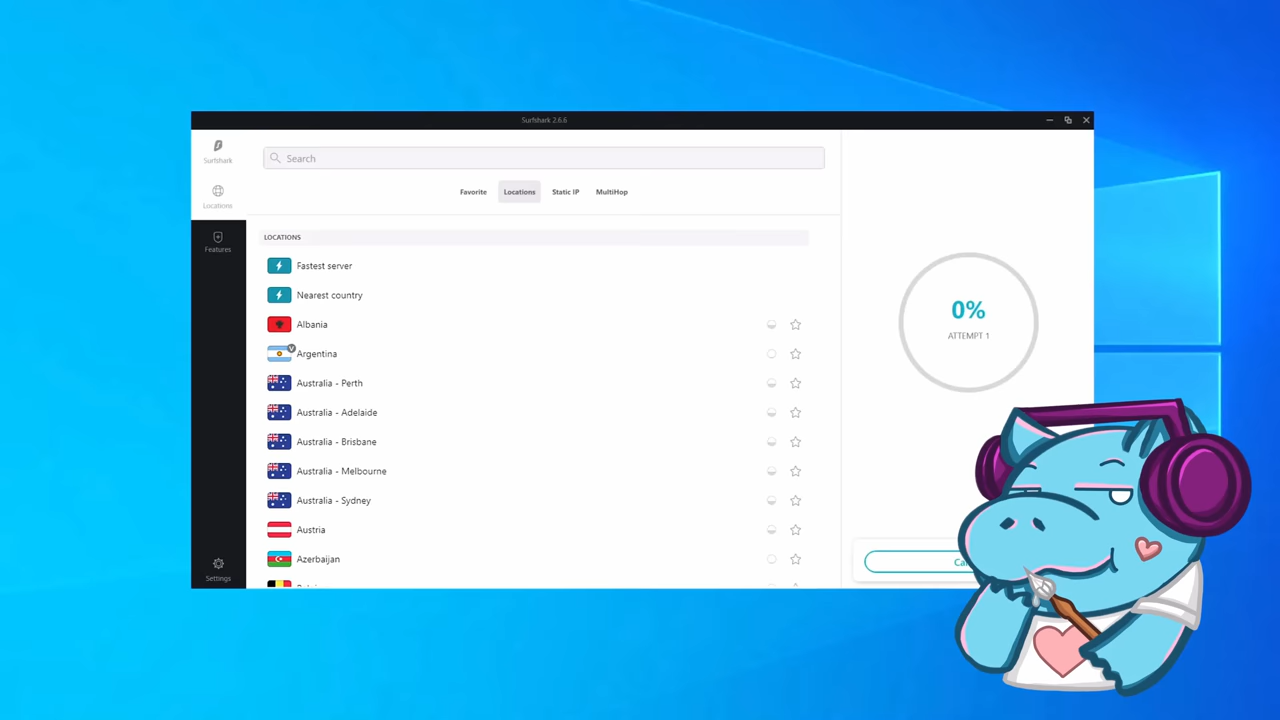 Surfshark 2.6.6
Surfshark
Locations
Features
Settings
Search
Favorite Locations Static IP MultiHop
LOCATIONS
Fastest server
Nearest country
Albania
V
Argentina
Australia - Perth
Australia - Adelaide
Australia - Brisbane
Australia - Melbourne
Australia - Sydney
Austria
Azerbaijan
0%
ATTEMPT 1